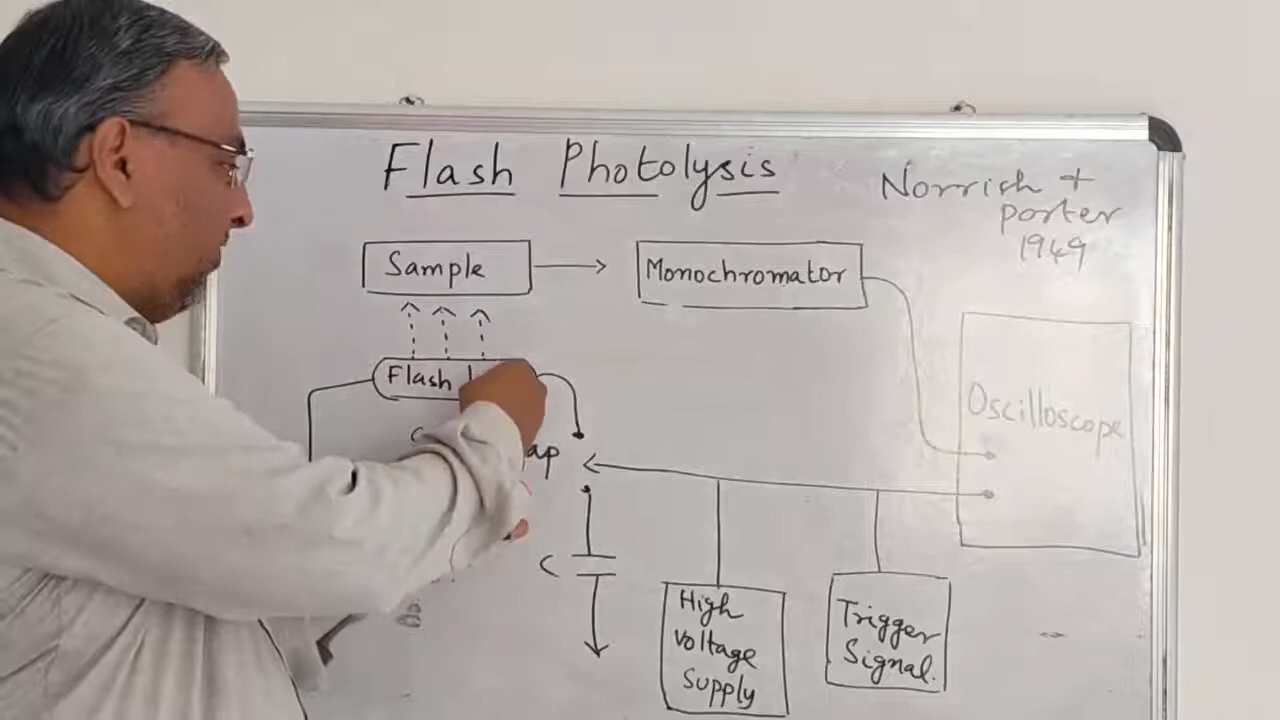 Flash Photolysis
Norrish +
porter
1949
Sample
Monochromator
Flash
Oscilloscope
C
High
voltage
Supply
Trigger
Signal.